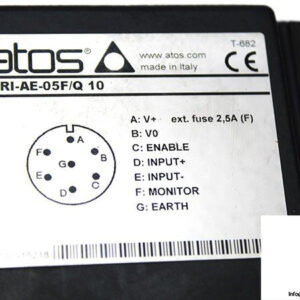 atos
www.atos.com
made in Italy
T-682
CE
RI-AE-05F/Q 10
A: V+ ext. fuse 2,5A (F)
B: V0
C: ENABLE
D: INPUT+
E: INPUT-
F: MONITOR
G: EARTH
A
F
B
G
E
C
D